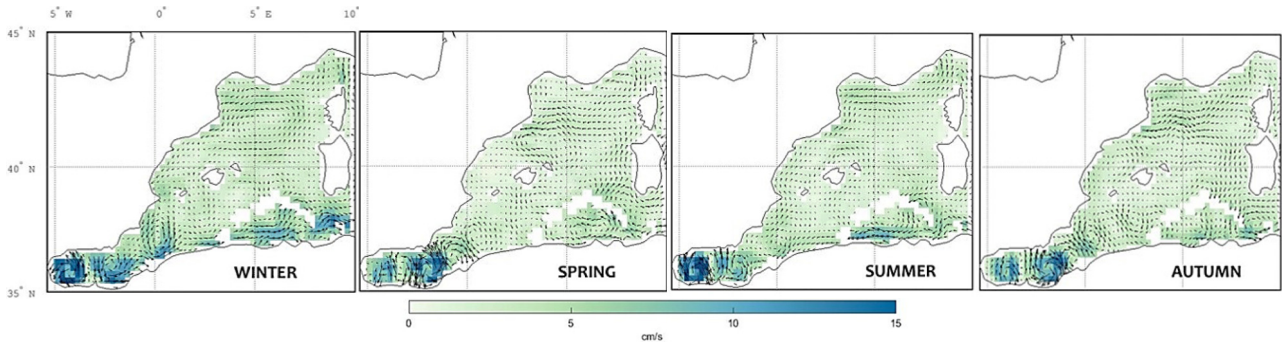 5° W 0° 5° E 10°
45° N
40° N
35° N
WINTER SPRING SUMMER AUTUMN
0 5 10 15
cm/s